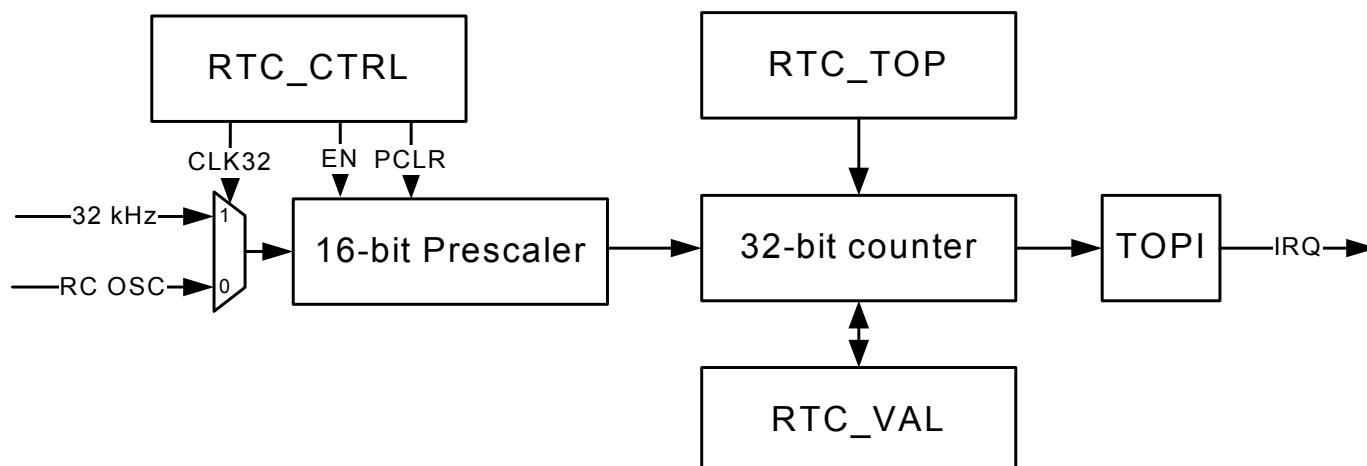 RTC_CTRL
RTC_TOP
CLK32
EN
PCLR
32 kHz
1
16-bit Prescaler
32-bit counter
TOPI
IRQ
RC OSC
0
RTC_VAL